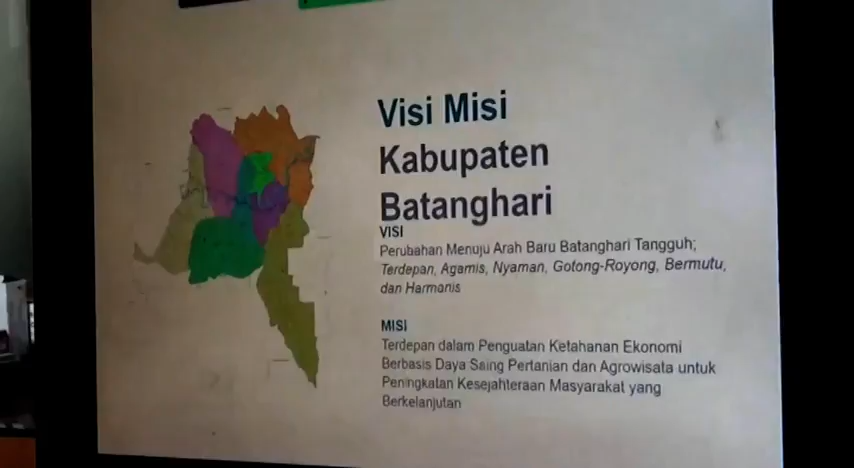 Visi Misi
Kabupaten
Batanghari
VISI
Perubahan Menuju Arah Baru Batanghari Tangguh;
Terdepan, Agamis, Nyaman, Gotong-Royong, Bermutu,
dan Harmonis
MISI
Terdepan dalam Penguatan Ketahanan Ekonomi
Berbasis Daya Saing Pertanian dan Agrowisata untuk
Peningkatan Kesejahteraan Masyarakat yang
Berkelanjutan